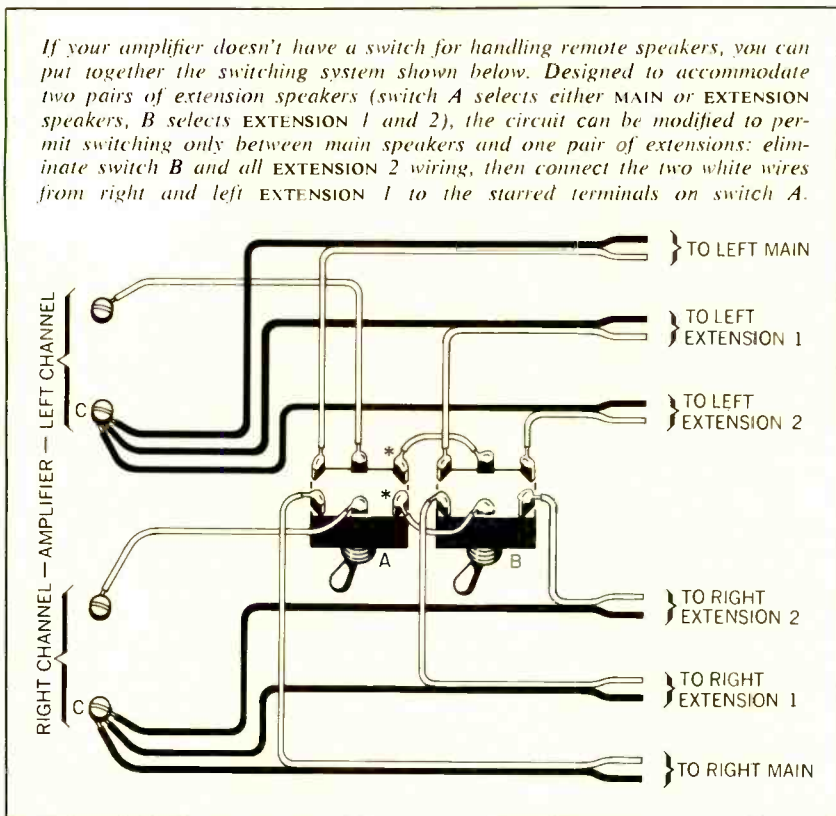 If your amplifier doesn't have a switch for handling remote speakers, you can
put together the switching system shown below. Designed to accommodate
two pairs of extension speakers (switch A selects either MAIN or EXTENSION
speakers, B selects EXTENSION 1 and 2), the circuit can be modified to per-
mit switching only between main speakers and one pair of extensions: elim-
inate switch B and all EXTENSION 2 wiring, then connect the two white wires
from right and left EXTENSION 1 to the starred terminals on switch A.
AMPLIFIER — LEFT CHANNEL
C
TO LEFT MAIN
TO LEFT
EXTENSION 1
TO LEFT
EXTENSION 2
*
*
A
B
RIGHT CHANNEL —
C
TO RIGHT
EXTENSION 2
TO RIGHT
EXTENSION 1
TO RIGHT MAIN